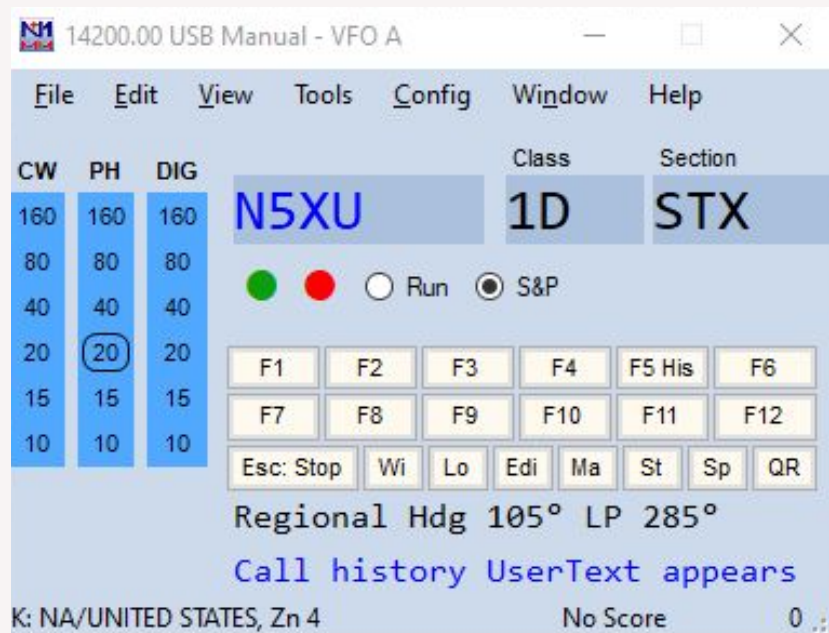 14200.00 USB Manual - VFO A
File Edit View Tools Config Window Help
CW PH DIG
Class Section
160 160 160
N5XU 1D STX
80 80 80
Run S&P
40 40 40
20 20 20
F1 F2 F3 F4 F5 His F6
15 15 15
F7 F8 F9 F10 F11 F12
10 10 10
Esc: Stop Wi Lo Edi Ma St Sp QR
Regional Hdg 105° LP 285°
Call history UserText appears
K: NA/UNITED STATES, Zn 4 No Score 0